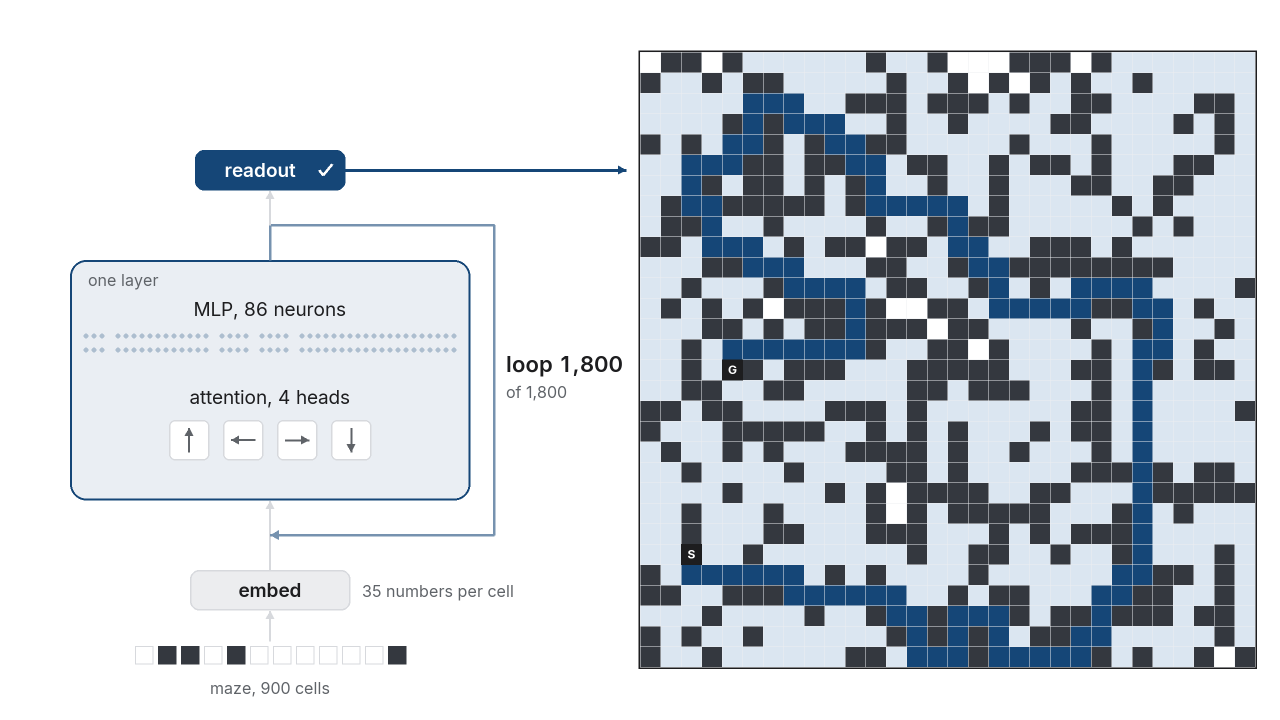 readout
one layer
MLP, 86 neurons
attention, 4 heads
loop 1,800
of 1,800
embed
35 numbers per cell
maze, 900 cells
G
S